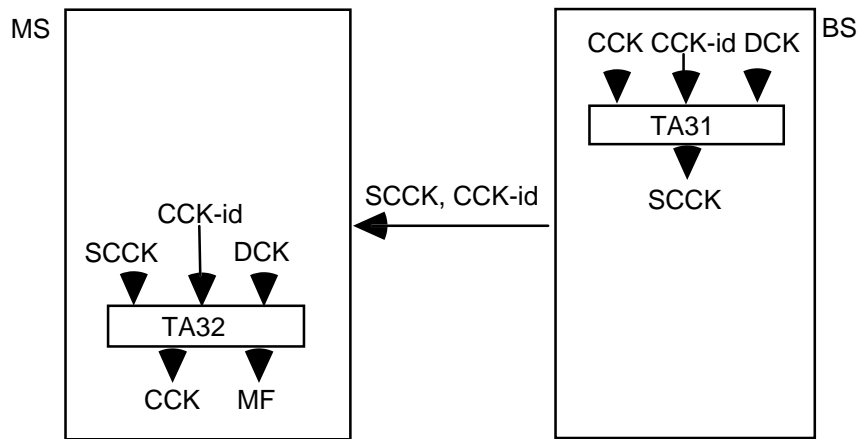 MS
BS
CCK CCK-id DCK
TA31
SCCK
SCCK, CCK-id
CCK-id
SCCK DCK
TA32
CCK MF